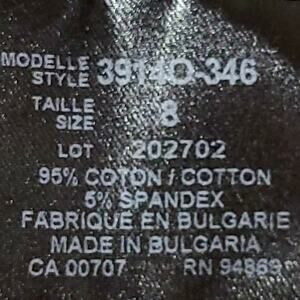 MODELLE
STYLE 3914O-346
TAILLE
SIZE 8
LOT 202702
95% COTON / COTTON
5% SPANDEX
FABRIQUE EN BULGARIE
MADE IN BULGARIA
CA 00707 RN 94869